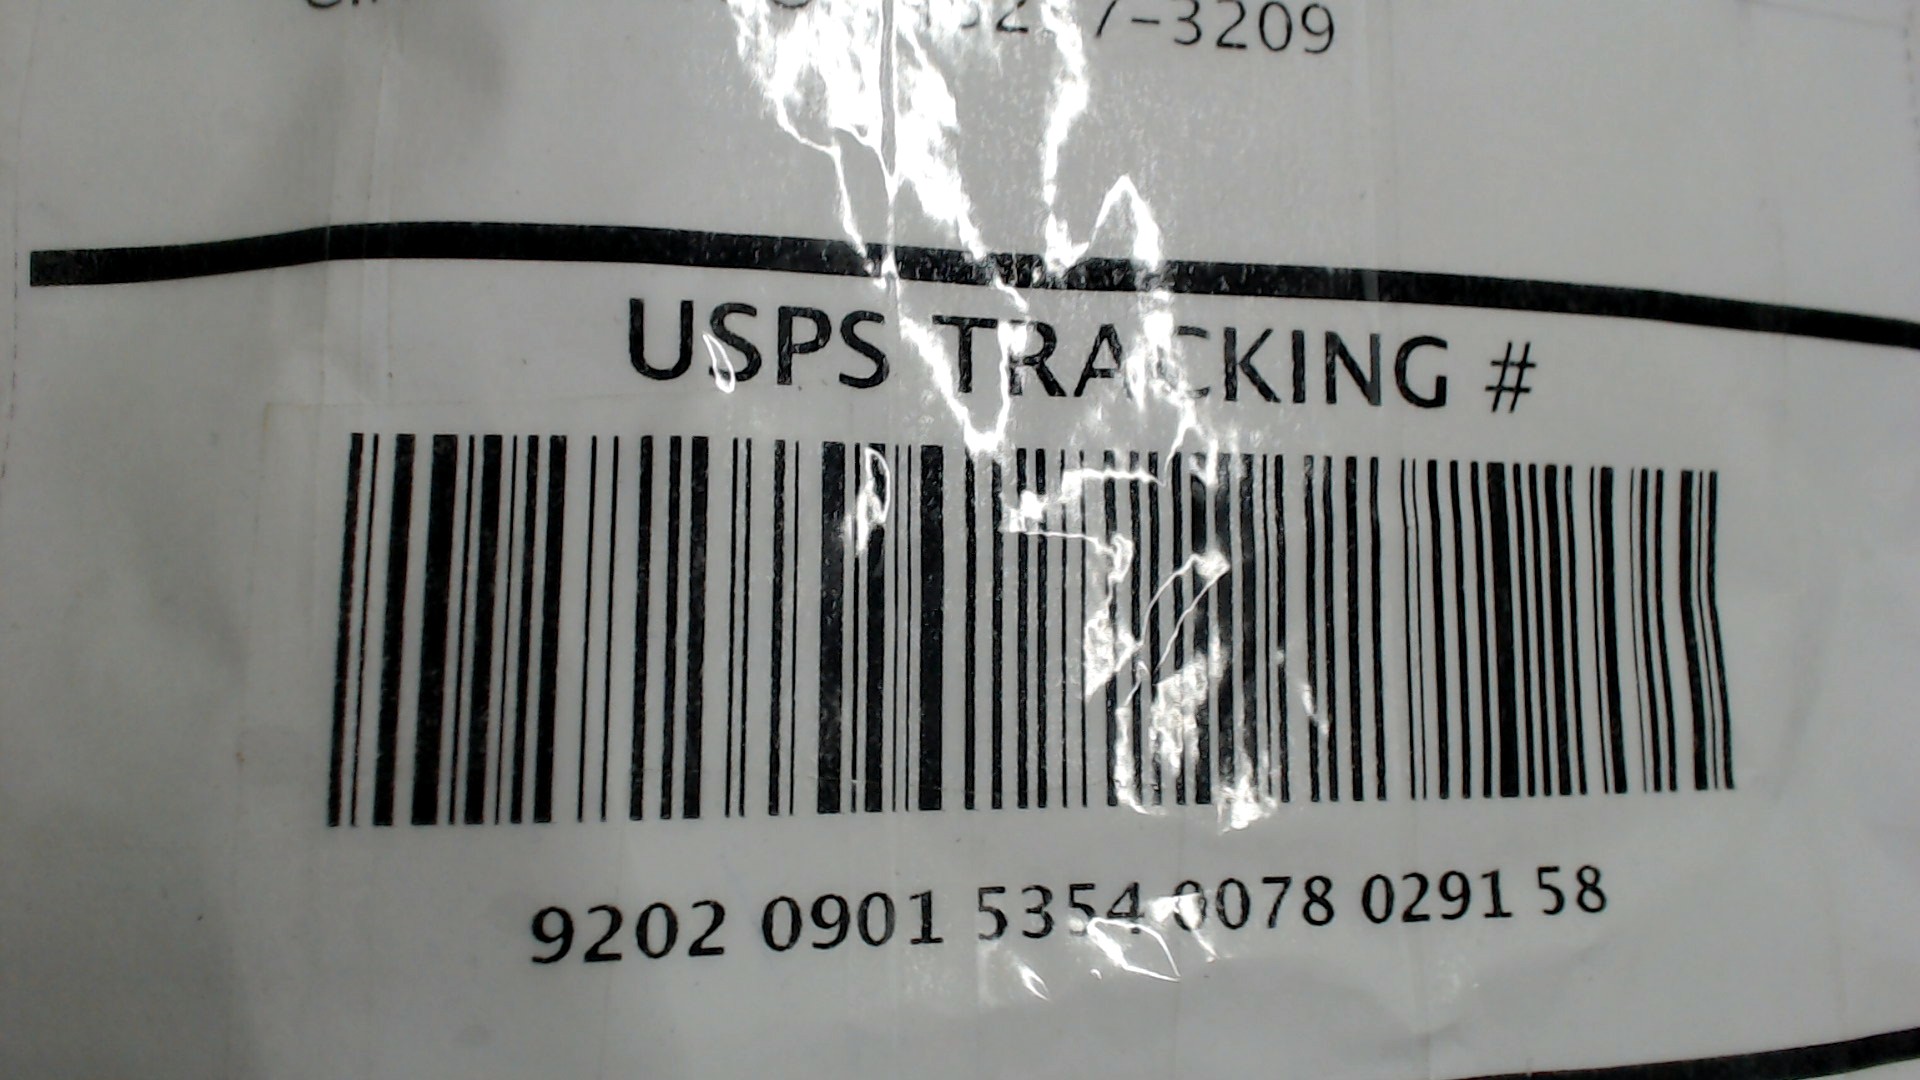 7-3209
USPS TRACKING #
9202 0901 5354 0078 0291 58